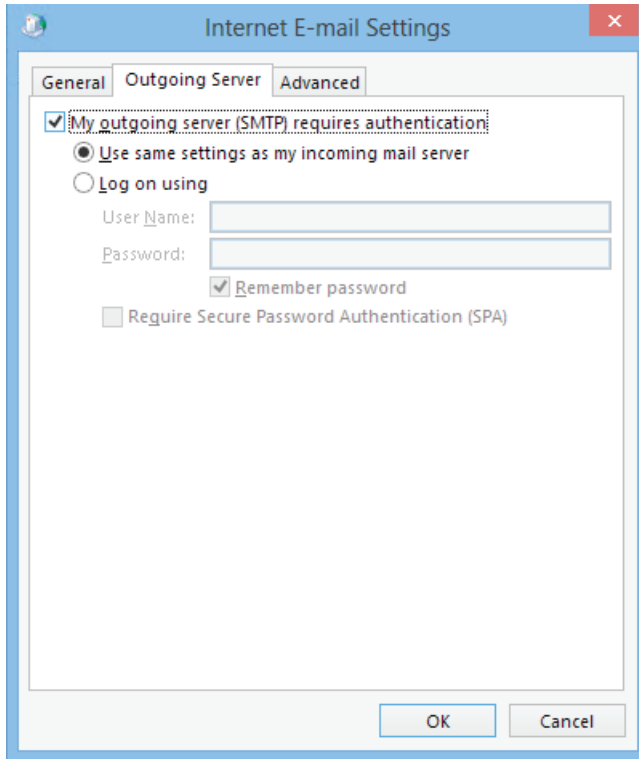 Internet E-mail Settings
General Outgoing Server Advanced
My outgoing server (SMTP) requires authentication
Use same settings as my incoming mail server
Log on using
User Name:
Password:
Remember password
Require Secure Password Authentication (SPA)
OK Cancel